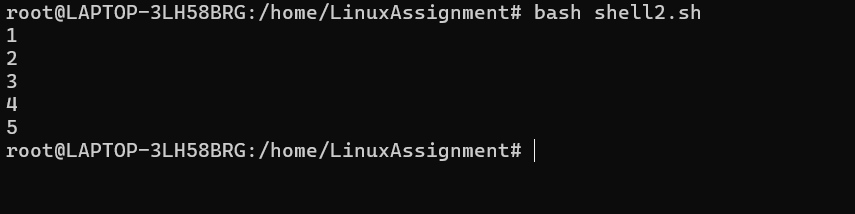 root@LAPTOP-3LH58BRG:/home/LinuxAssignment# bash shell2.sh
1
2
3
4
5
root@LAPTOP-3LH58BRG:/home/LinuxAssignment#